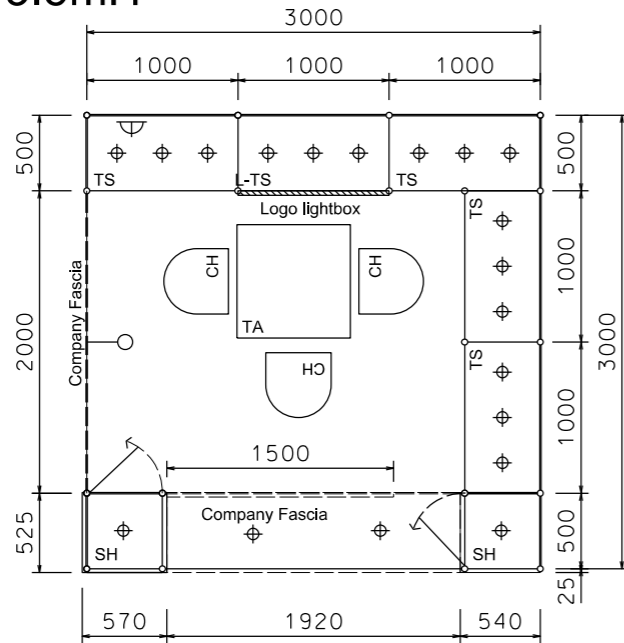 3000
1000 1000 1000
500 500
TS L-TS TS
Logo lightbox
TS
CH CH
TA
1000
Company Fascia
2000
3000
TS
CH
1000
1500
Company Fascia
525 500
SH SH
25
570 1920 540